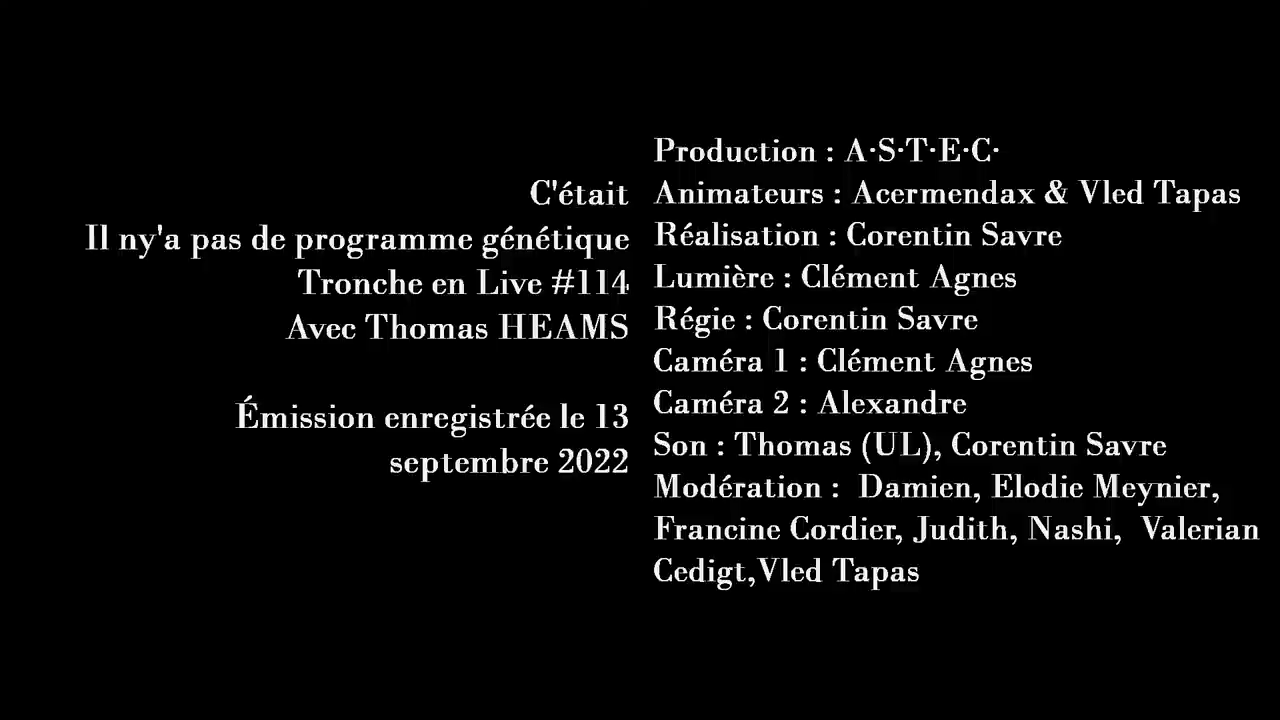 C'était
Il ny'a pas de programme génétique
Tronche en Live #114
Avec Thomas HEAMS
Émission enregistrée le 13
septembre 2022
Production : A·S·T·E·C·
Animateurs : Acermendax & Vled Tapas
Réalisation : Corentin Savre
Lumière : Clément Agnes
Régie : Corentin Savre
Caméra 1 : Clément Agnes
Caméra 2 : Alexandre
Son : Thomas (UL), Corentin Savre
Modération :  Damien, Elodie Meynier,
Francine Cordier, Judith, Nashi,  Valerian
Cedigt,Vled Tapas